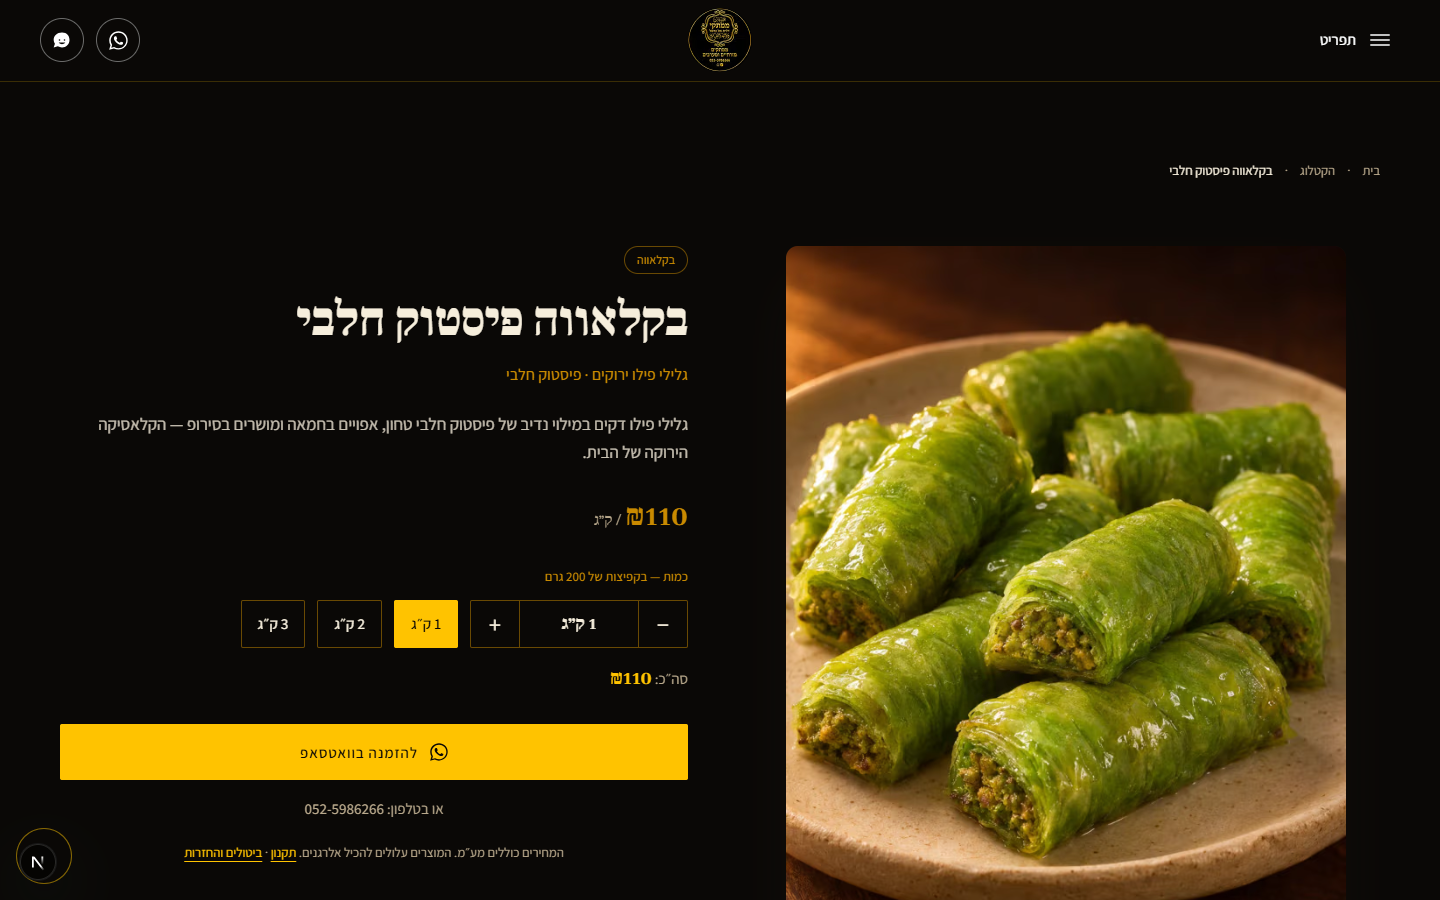 תפריט
ממתקי
בית · הקטלוג · בקלאווה פיסטוק חלבי
בקלאווה
בקלאווה פיסטוק חלבי
גלילי פילו ירוקים · פיסטוק חלבי
גלילי פילו דקים במילוי נדיב של פיסטוק חלבי טחון, אפויים בחמאה ומושרים בסירופ — הקלאסיקה
הירוקה של הבית.
₪110 / ק״ג
כמות — בקפיצות של 200 גרם
− 1 ק״ג + 1 ק״ג 2 ק״ג 3 ק״ג
סה״כ: ₪110
להזמנה בוואטסאפ
או בטלפון: 052-5986266
המחירים כוללים מע״מ. המוצרים עלולים להכיל אלרגנים. תקנון · ביטולים והחזרות
N